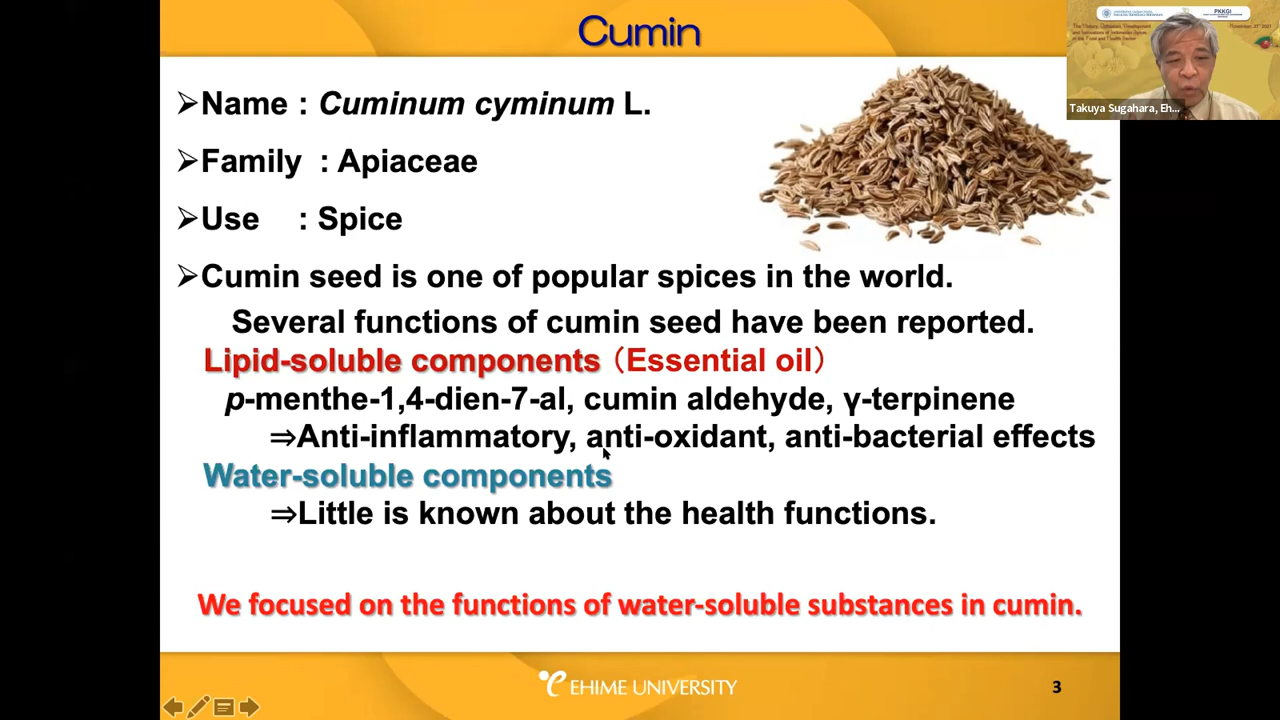 Cumin
➢Name : Cuminum cyminum L.
➢Family : Apiaceae
➢Use : Spice
➢Cumin seed is one of popular spices in the world.
Several functions of cumin seed have been reported.
Lipid-soluble components（Essential oil）
p-menthe-1,4-dien-7-al, cumin aldehyde, γ-terpinene
⇒Anti-inflammatory, anti-oxidant, anti-bacterial effects
Water-soluble components
⇒Little is known about the health functions.
We focused on the functions of water-soluble substances in cumin.
EHIME UNIVERSITY
3
PKKGI
Takuya Sugahara, Eh...